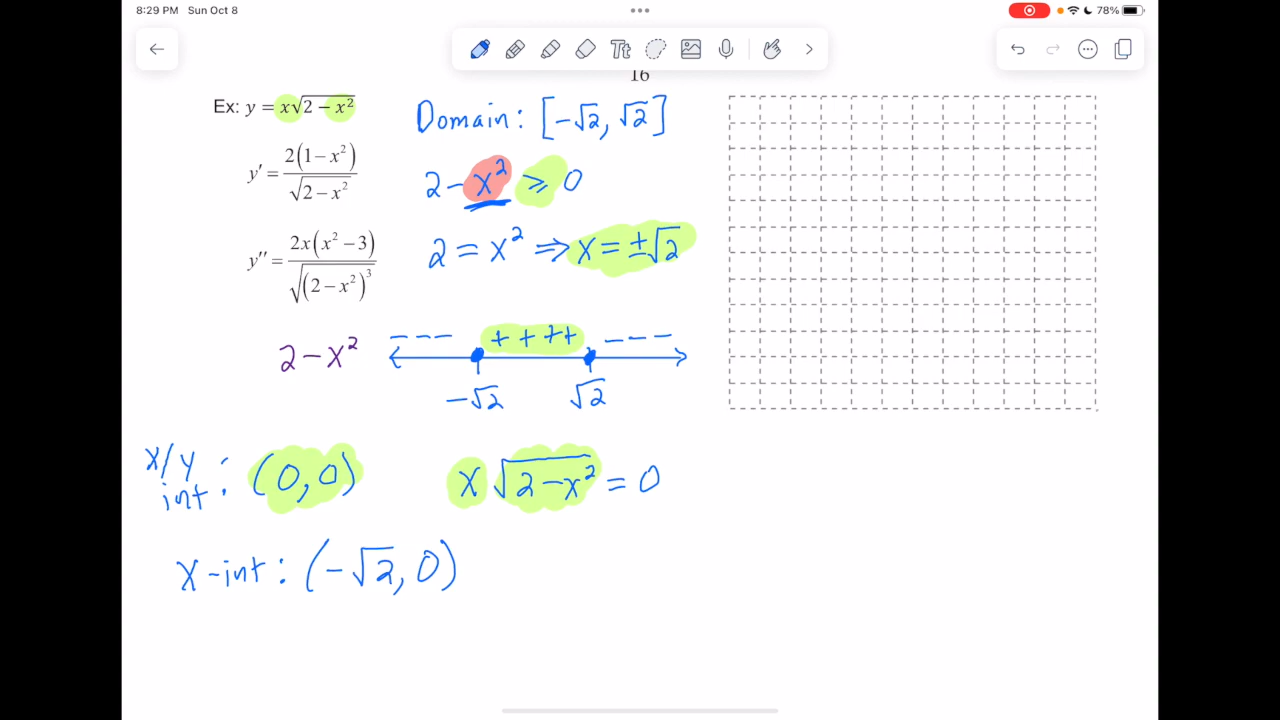 8:29 PM Sun Oct 8
78%
Tt
16
Ex: y = x√(2 − x²)
Domain: [−√2, √2]
y′ = 2(1−x²) / √(2−x²)
2 − x² ⩾ 0
y″ = 2x(x² −3) / √((2−x²)³)
2 = x² ⇒ x = ±√2
− − − + + + + − − −
2 − x²
−√2 √2
x/y int : (0,0)
x √(2−x²) = 0
x-int : (−√2, 0)